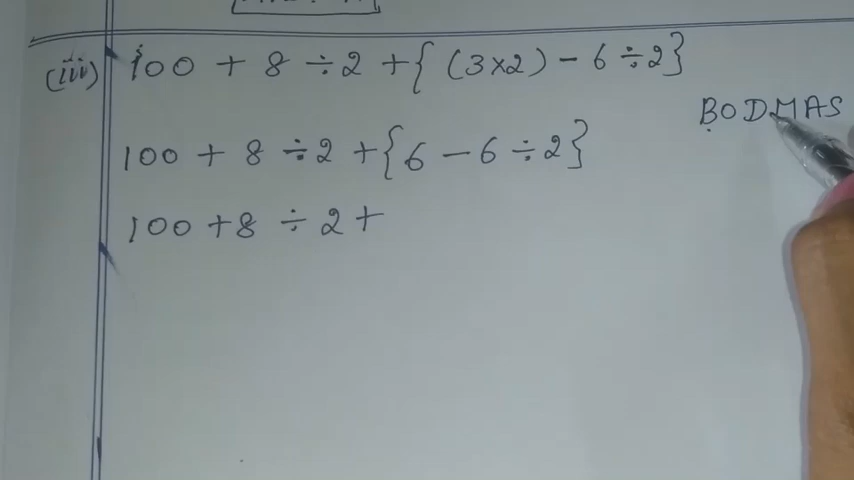 (iii) 100 + 8 ÷ 2 + { (3 × 2) - 6 ÷ 2 }
BODMAS
100 + 8 ÷ 2 + { 6 - 6 ÷ 2 }
100 + 8 ÷ 2 +